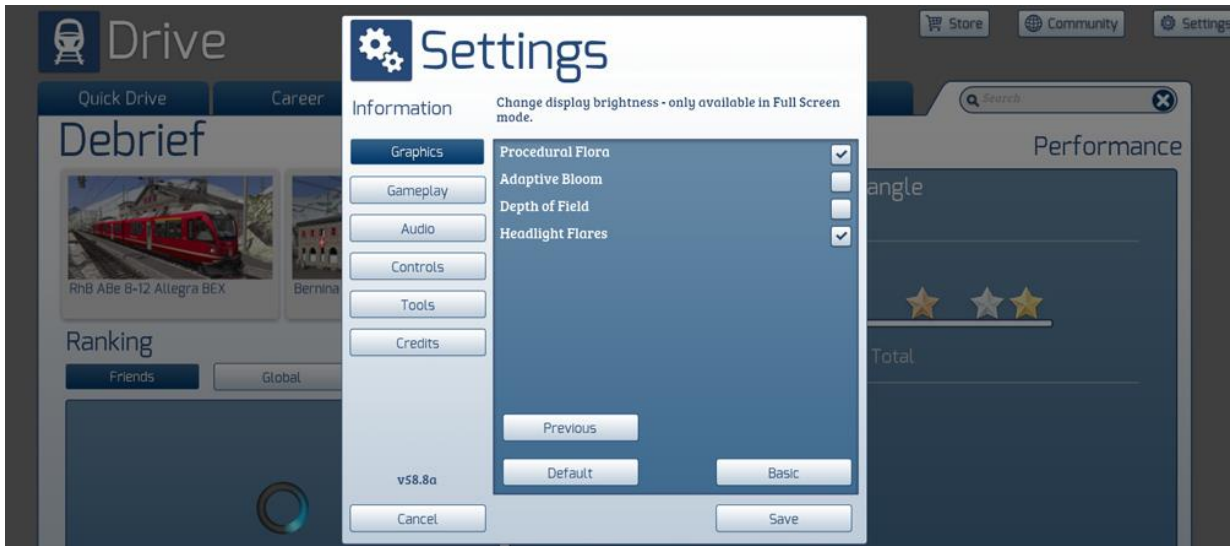 Drive
Store
Community
Settings
Quick Drive
Career
Search
Debrief
Performance
angle
RhB ABe 8-12 Allegra BEX
Bernina
Ranking
Friends
Global
Total
Settings
Information
Change display brightness - only available in Full Screen
mode.
Graphics
Gameplay
Audio
Controls
Tools
Credits
v58.8a
Cancel
Procedural Flora
Adaptive Bloom
Depth of Field
Headlight Flares
Previous
Default
Basic
Save